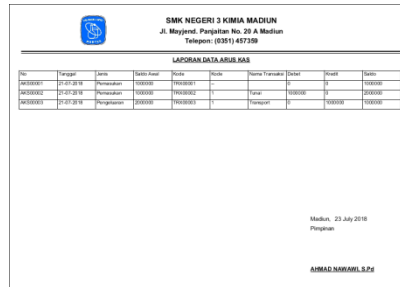 SMK NEGERI 3 KIMIA MADIUN
Jl. Mayjend. Panjaitan No. 20 A Madiun
Telepon: (0351) 457359
LAPORAN DATA ARUS KAS
No Tanggal Jenis Saldo Awal Kode Kode Nama Transaksi Debet Kredit Saldo
AKS00001 21-07-2018 Pemasukan 1000000 TRX00001 -- 0 0 1000000
AKS00002 21-07-2018 Pemasukan 1000000 TRX00002 1 Tunai 1000000 0 2000000
AKS00003 21-07-2018 Pengeluaran 2000000 TRX00003 1 Transport 0 1000000 1000000
Madiun, 23 July 2018
Pimpinan
AHMAD NAWAWI, S.Pd